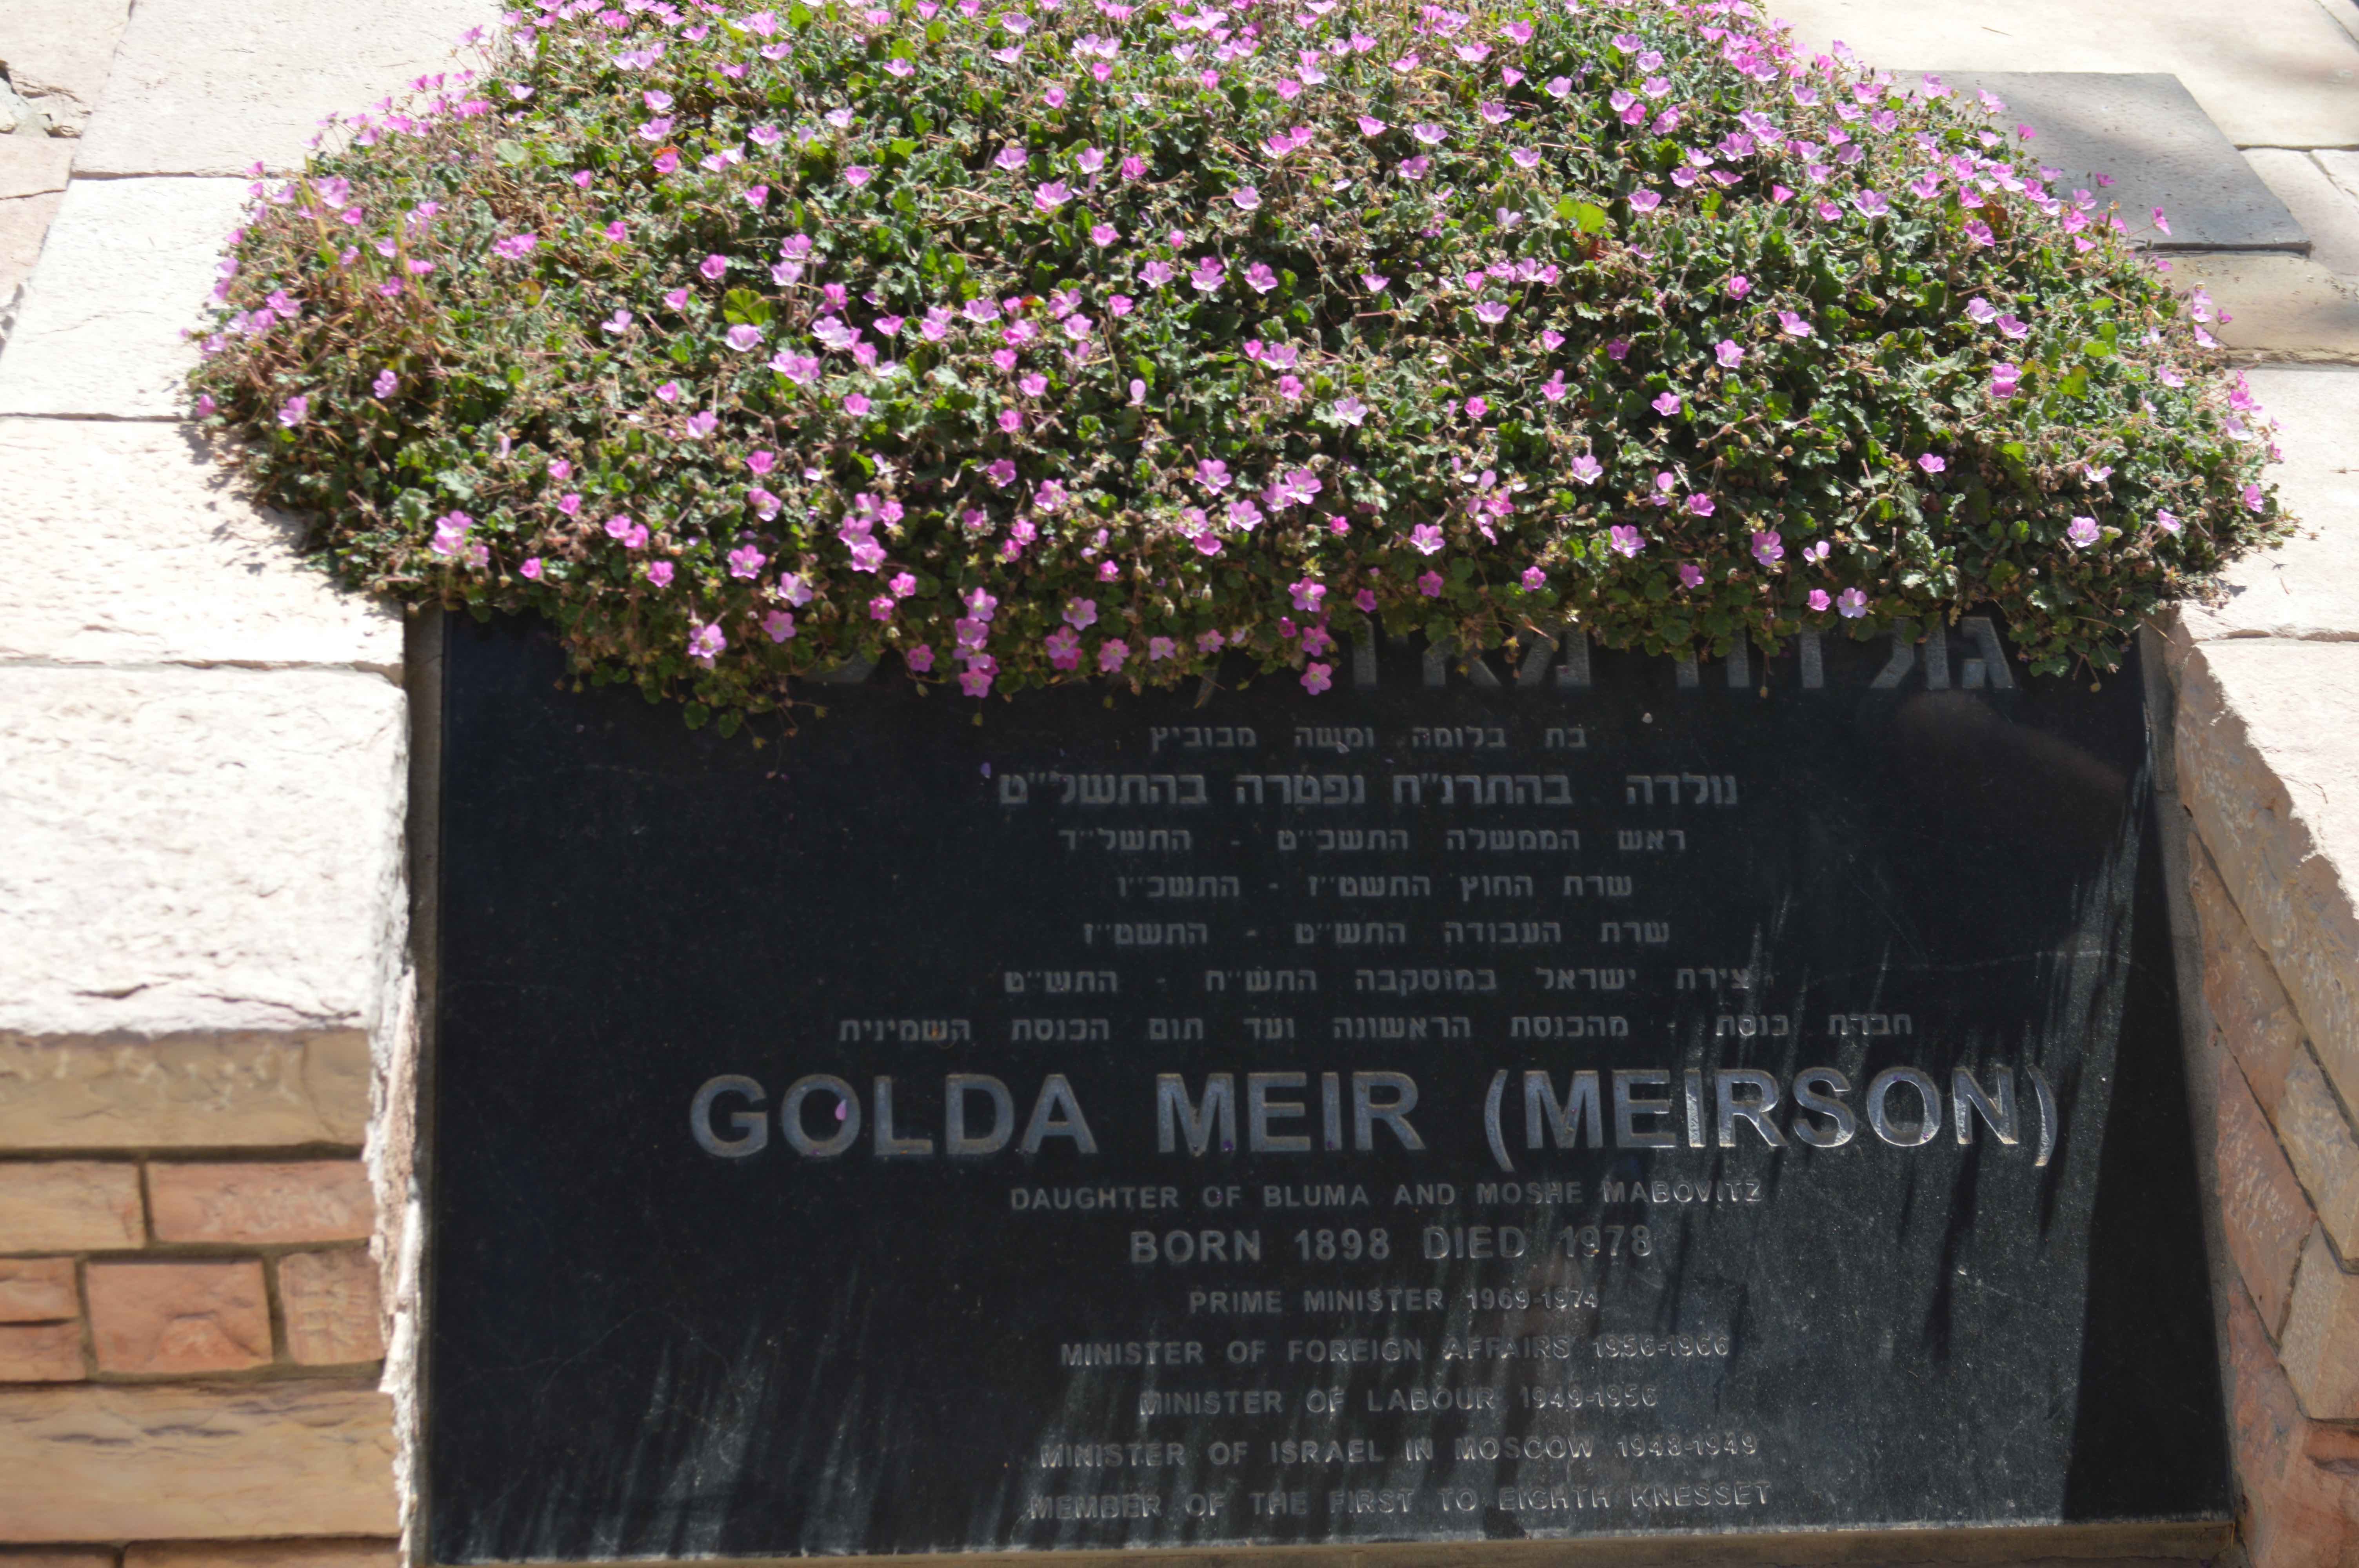 גולדה מאיר
בת בלומה ומשה מבוביץ
נולדה בהתרנ"ח נפטרה בהתשל"ט
ראש הממשלה התשכ"ט - התשל"ד
שרת החוץ התשט"ז - התשכ"ו
שרת העבודה התש"ט - התשט"ז
צירת ישראל במוסקבה התש"ח - התש"ט
חברת כנסת - מהכנסת הראשונה ועד תום הכנסת השמינית
GOLDA MEIR (MEIRSON)
DAUGHTER OF BLUMA AND MOSHE MABOVITZ
BORN 1898 DIED 1978
PRIME MINISTER 1969-1974
MINISTER OF FOREIGN AFFAIRS 1956-1966
MINISTER OF LABOUR 1949-1956
MINISTER OF ISRAEL IN MOSCOW 1948-1949
MEMBER OF THE FIRST TO EIGHTH KNESSET